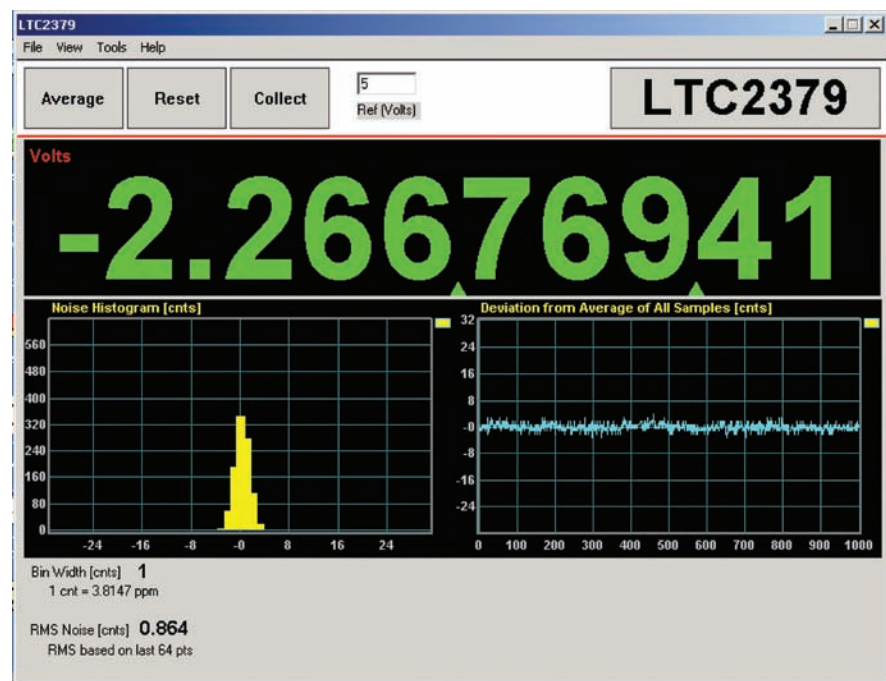 LTC2379
File View Tools Help
Average Reset Collect 5 LTC2379
Ref (Volts)
Volts
-2.26676941
Noise Histogram [cnts]
560
480
400
320
240
160
80
0
-24 -16 -8 -0 8 16 24
Deviation from Average of All Samples [cnts]
32
24
16
8
-0
-8
-16
-24
0 100 200 300 400 500 600 700 800 900 1000
Bin Width [cnts] 1
1 cnt = 3.8147 ppm
RMS Noise [cnts] 0.864
RMS based on last 64 pts